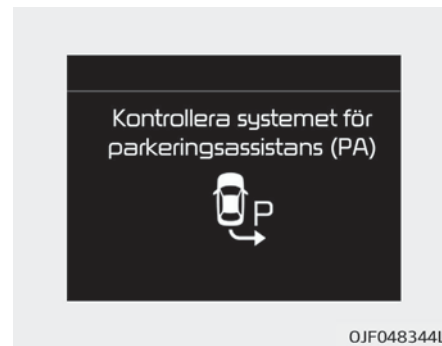 Kontrollera systemet för
parkeringsassistans (PA)
P
OJF048344L